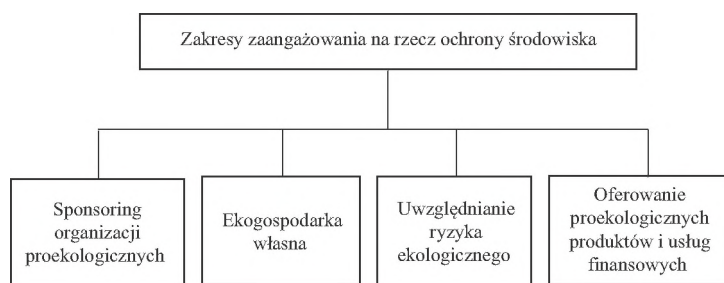 Zakresy zaangażowania na rzecz ochrony środowiska
Sponsoring
organizacji
proekologicznych
Ekogospodarka
własna
Uwzględnianie
ryzyka
ekologicznego
Oferowanie
proekologicznych
produktów i usług
finansowych